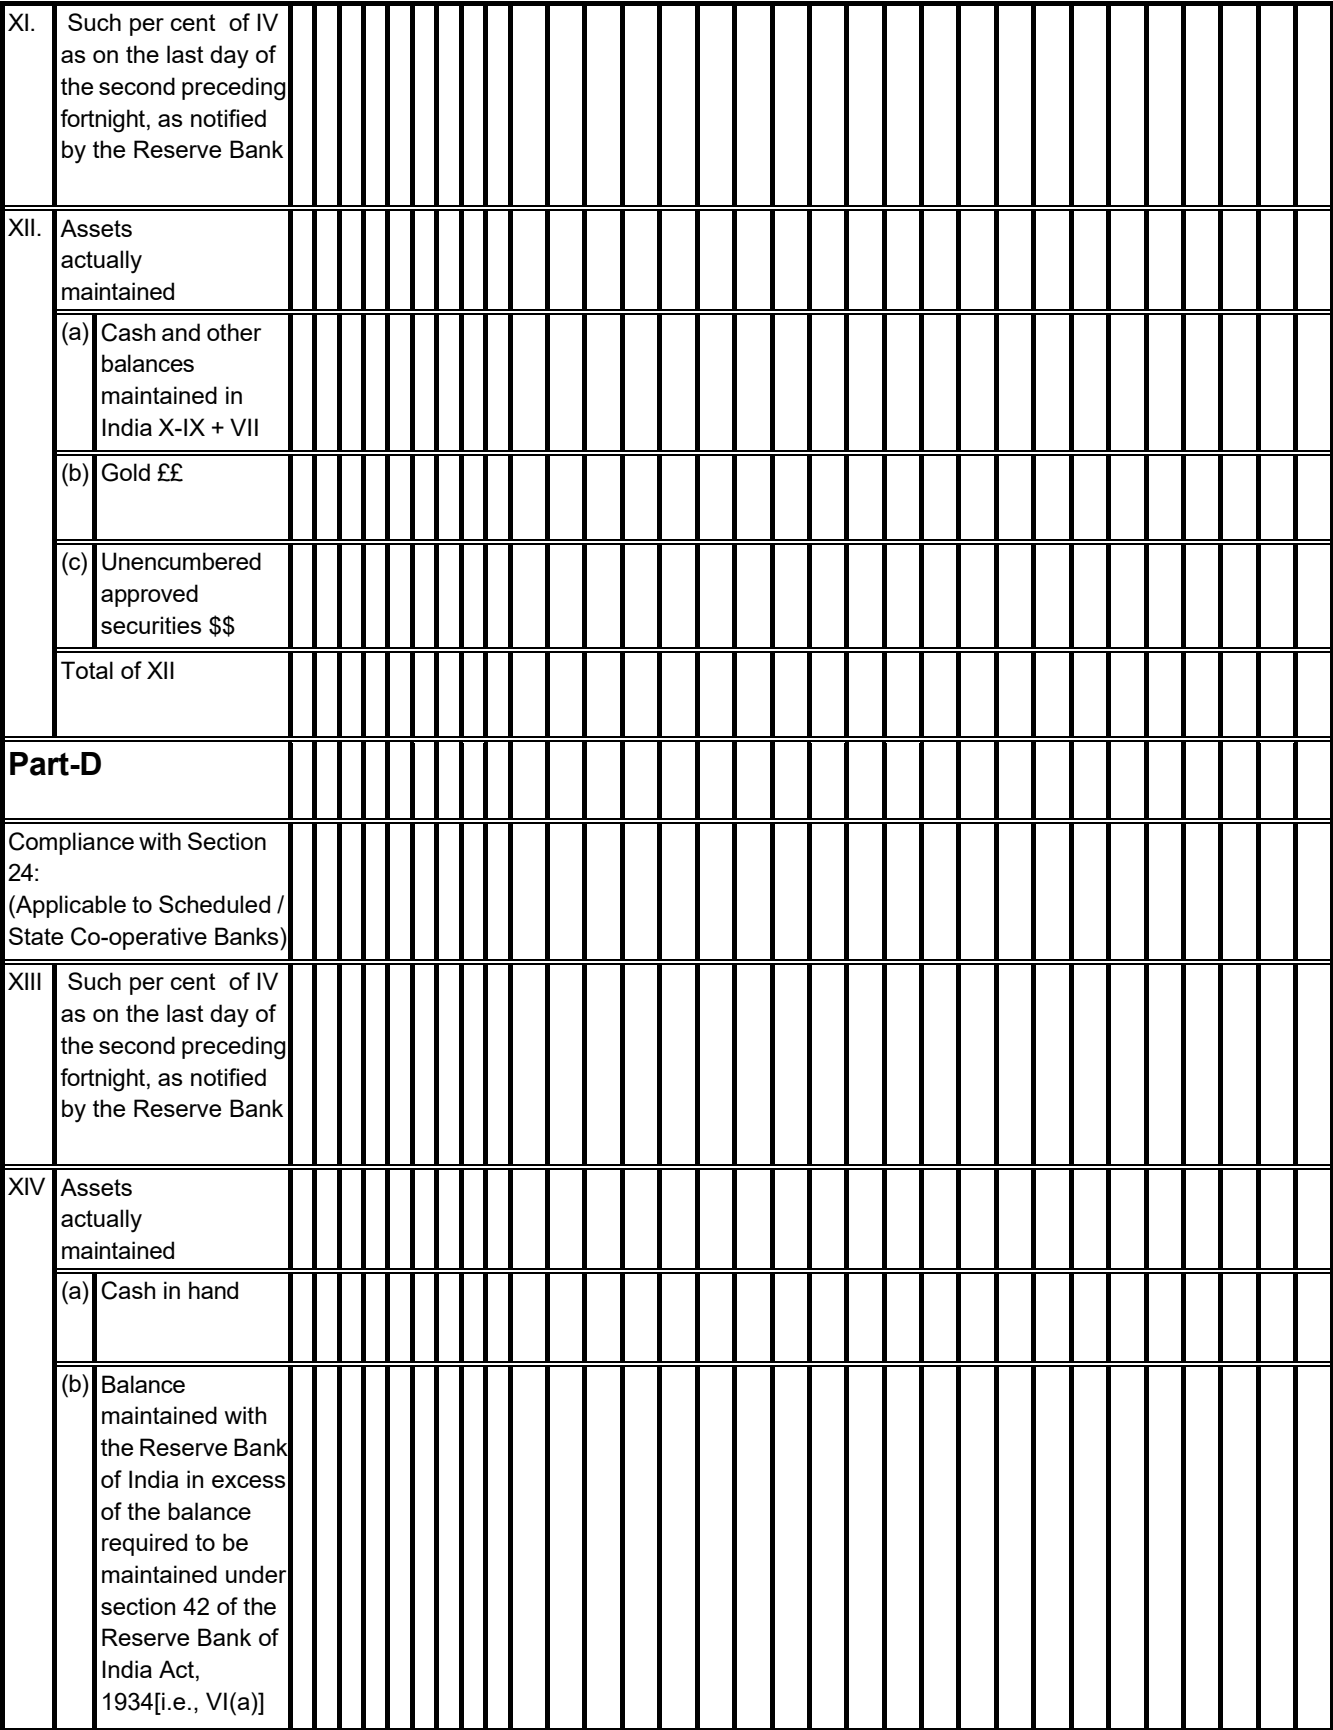 XI. Such per cent of IV
as on the last day of
the second preceding
fortnight, as notified
by the Reserve Bank
XII. Assets
actually
maintained
(a) Cash and other
balances
maintained in
India X-IX + VII
(b) Gold ££
(c) Unencumbered
approved
securities $$
Total of XII
Part-D
Compliance with Section
24:
(Applicable to Scheduled /
State Co-operative Banks)
XIII Such per cent of IV
as on the last day of
the second preceding
fortnight, as notified
by the Reserve Bank
XIV Assets
actually
maintained
(a) Cash in hand
(b) Balance
maintained with
the Reserve Bank
of India in excess
of the balance
required to be
maintained under
section 42 of the
Reserve Bank of
India Act,
1934[i.e., VI(a)]